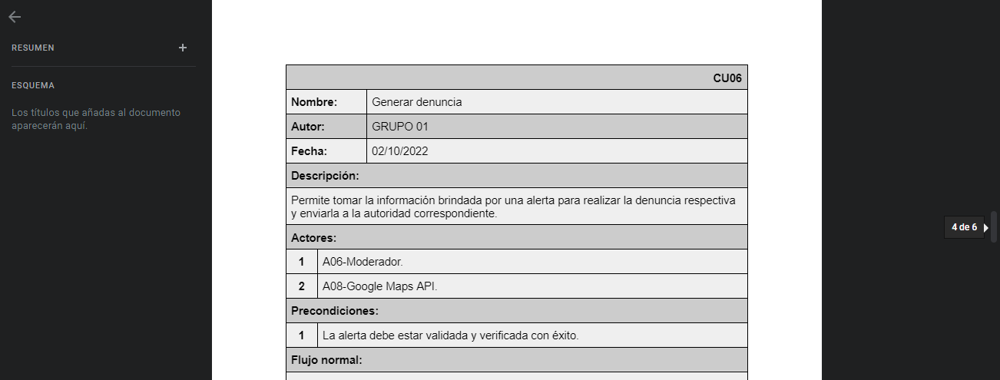 RESUMEN
ESQUEMA
Los títulos que añadas al documento
aparecerán aquí.
CU06
Nombre: Generar denuncia
Autor: GRUPO 01
Fecha: 02/10/2022
Descripción:
Permite tomar la información brindada por una alerta para realizar la denuncia respectiva
y enviarla a la autoridad correspondiente.
Actores:
1 A06-Moderador.
2 A08-Google Maps API.
Precondiciones:
1 La alerta debe estar validada y verificada con éxito.
Flujo normal:
4 de 6